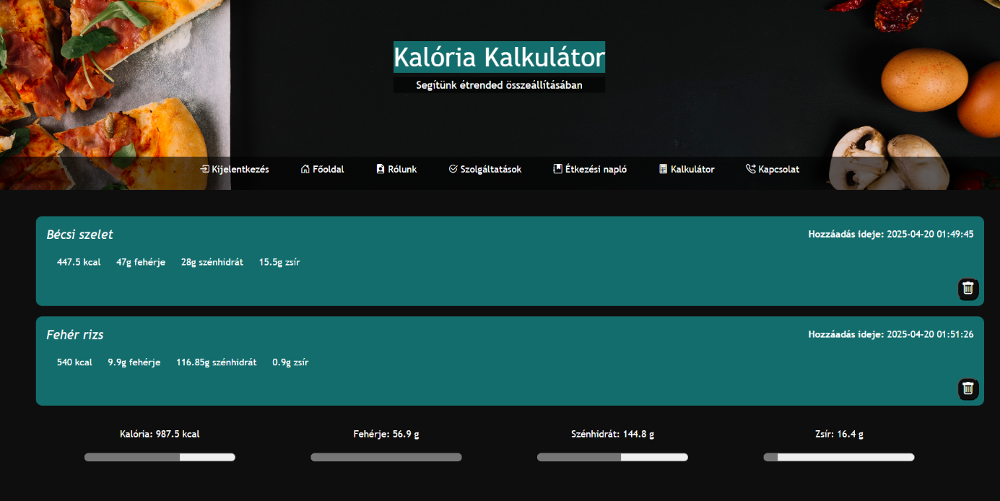 Kalória Kalkulátor
Segítünk étrended összeállításában
Kijelentkezés Főoldal Rólunk Szolgáltatások Étkezési napló Kalkulátor Kapcsolat
Bécsi szelet Hozzáadás ideje: 2025-04-20 01:49:45
447.5 kcal 47g fehérje 28g szénhidrát 15.5g zsír
Fehér rizs Hozzáadás ideje: 2025-04-20 01:51:26
540 kcal 9.9g fehérje 116.85g szénhidrát 0.9g zsír
Kalória: 987.5 kcal Fehérje: 56.9 g Szénhidrát: 144.8 g Zsír: 16.4 g